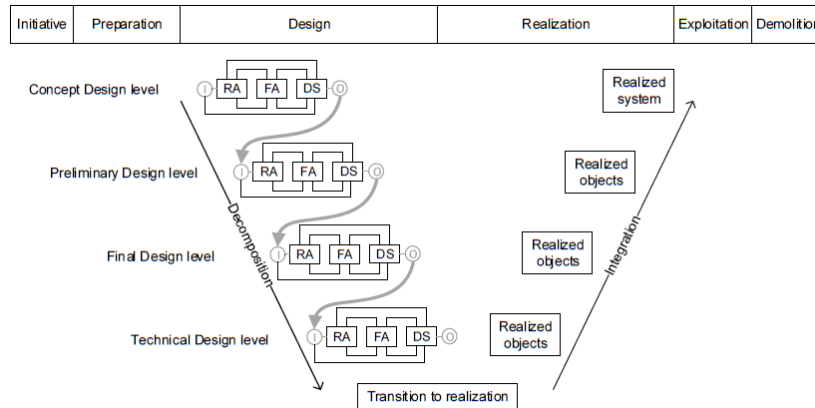 Initiative Preparation Design Realization Exploitation Demolition
Concept Design level I RA FA DS O
Realized
system
Preliminary Design level I RA FA DS O
Realized
objects
Decomposition
Integration
Final Design level I RA FA DS O
Realized
objects
Technical Design level I RA FA DS O
Realized
objects
Transition to realization